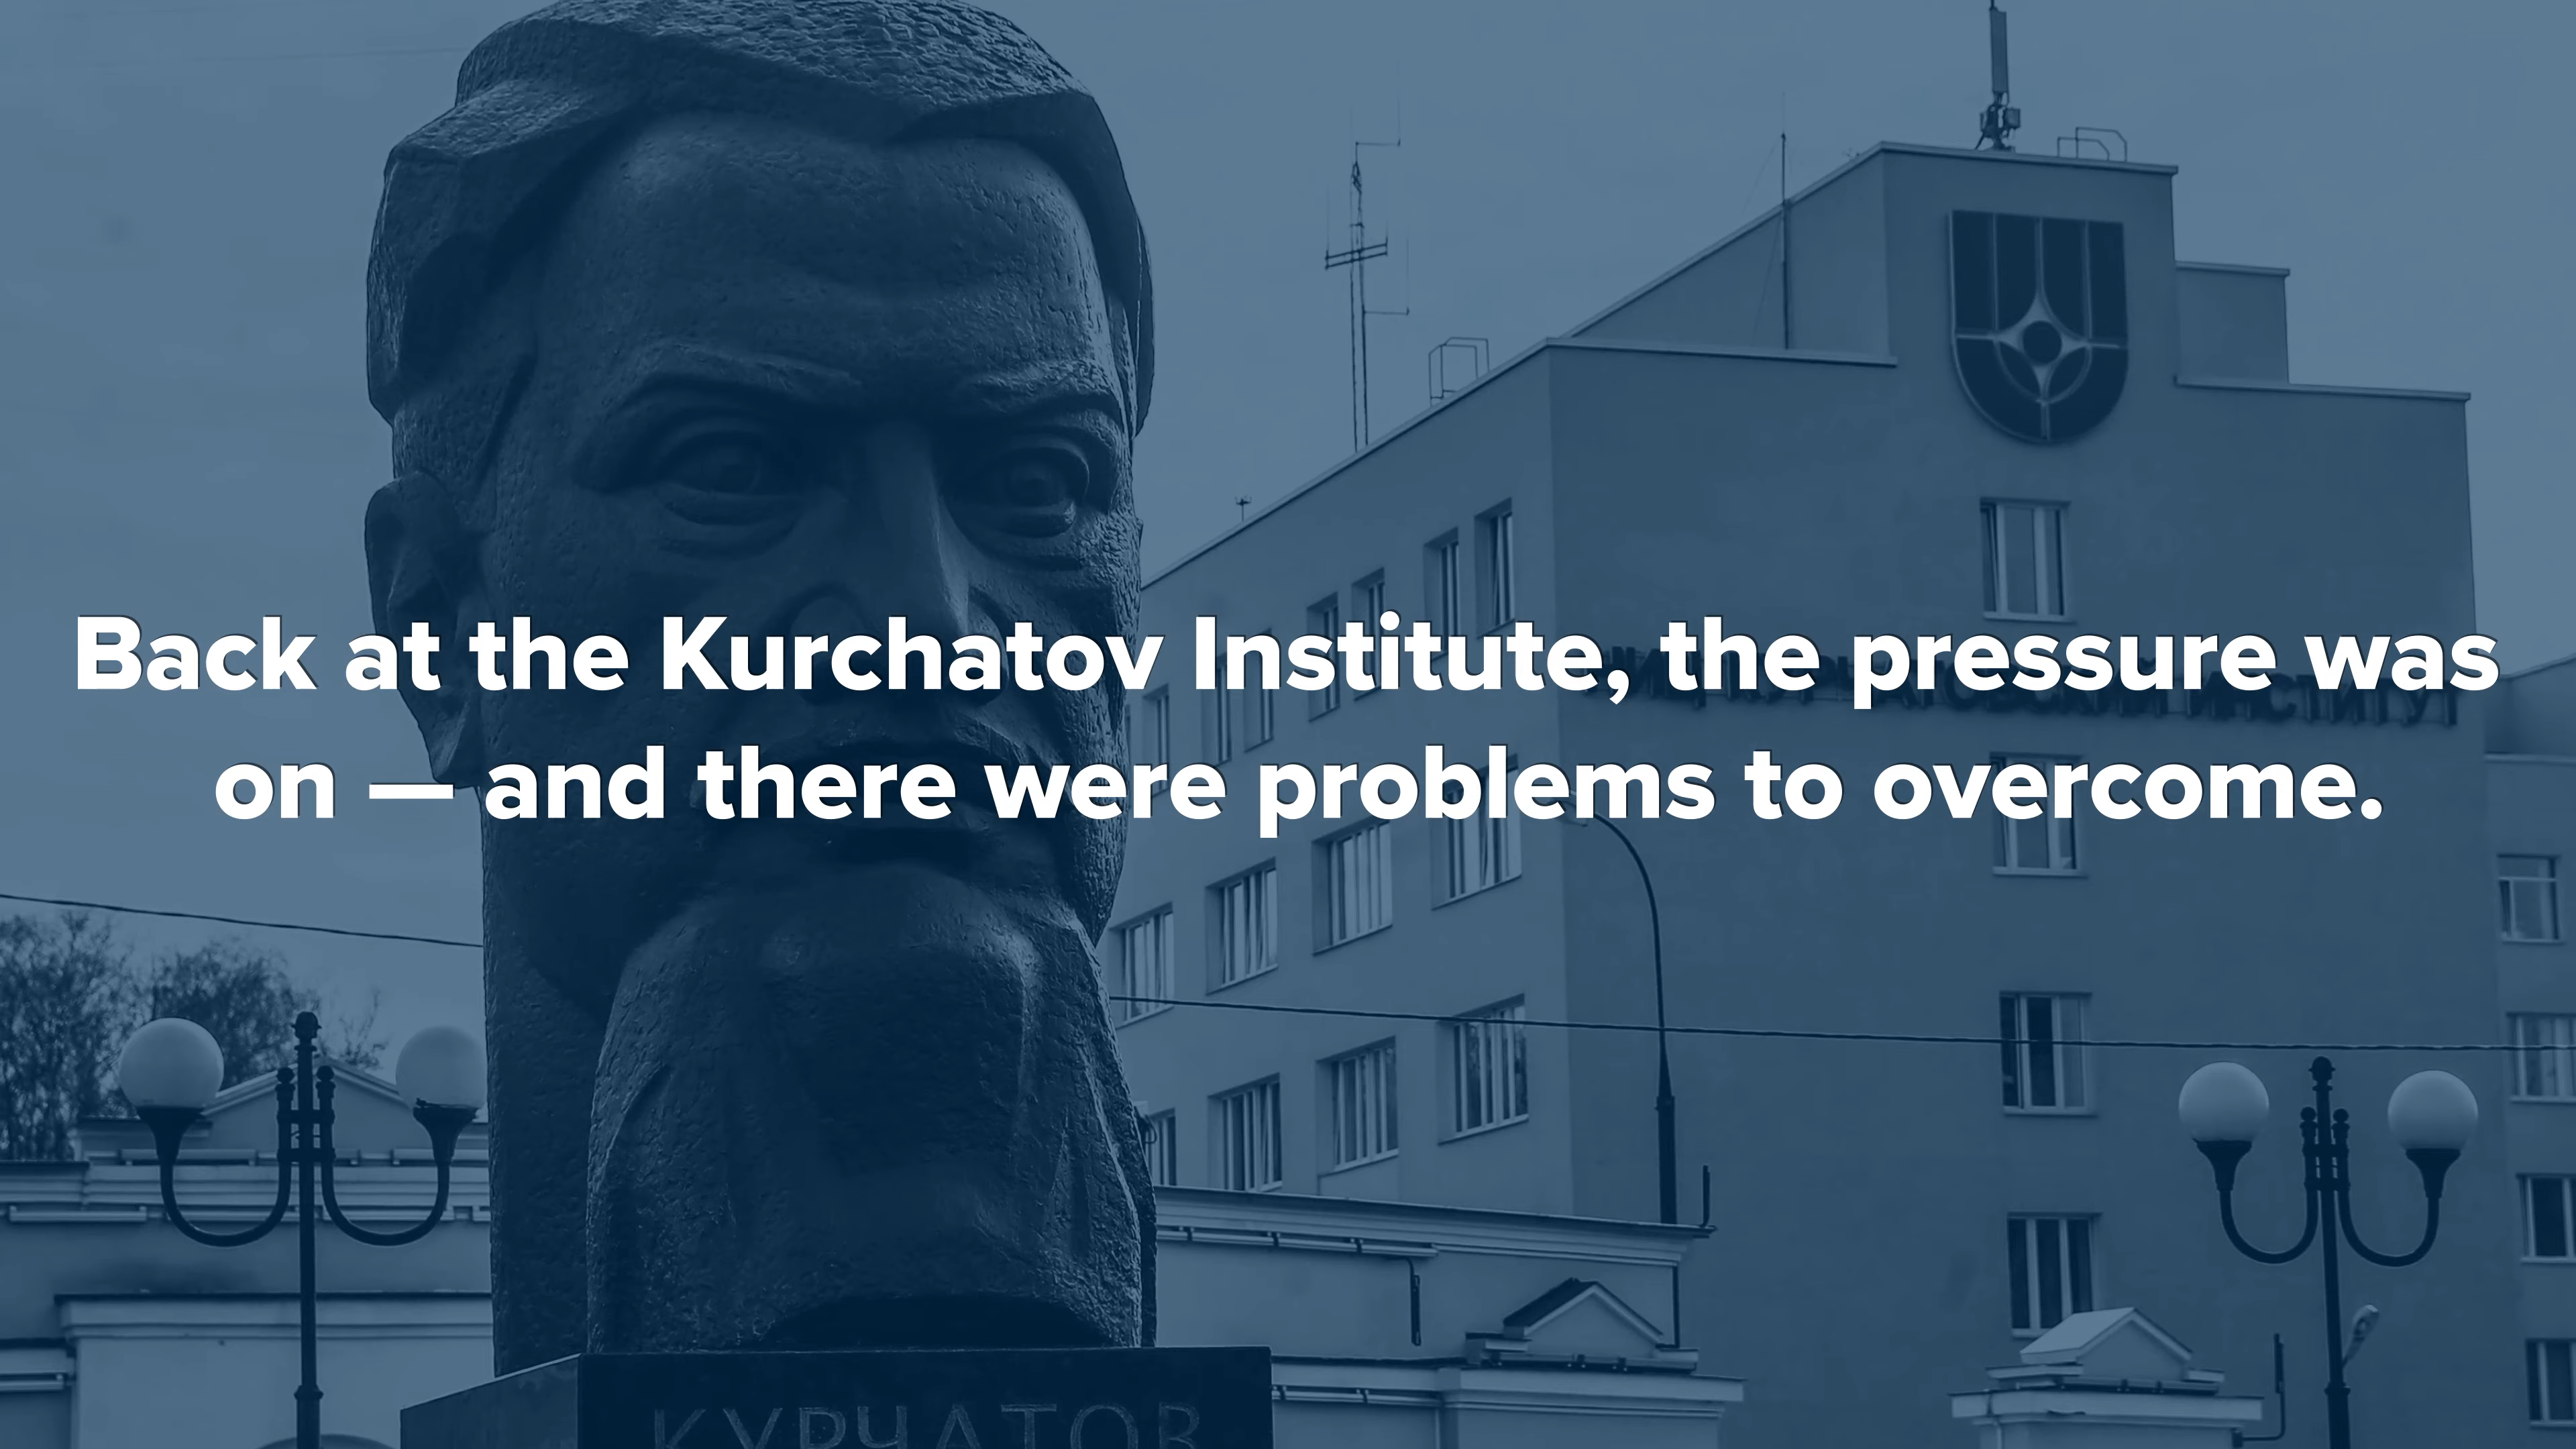 Back at the Kurchatov Institute, the pressure was
on — and there were problems to overcome.
КУРЧАТОВ